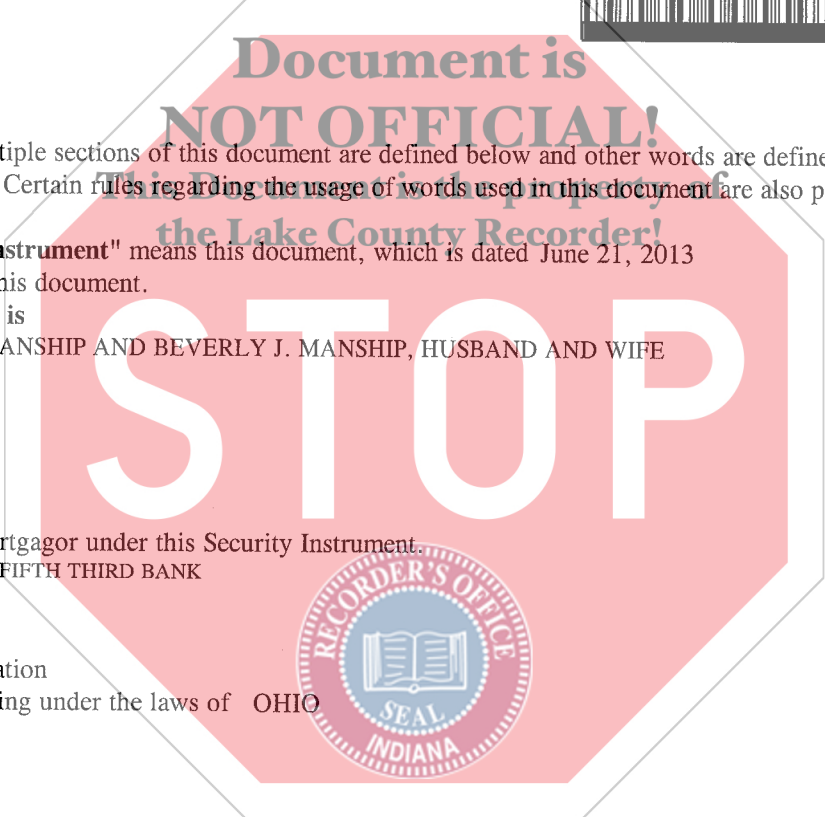 Document is
NOT OFFICIAL!
tiple sections of this document are defined below and other words are define
This Document is the property of
Certain rules regarding the usage of words used in this document are also p
the Lake County Recorder!
nstrument" means this document, which is dated June 21, 2013
his document.
is
ANSHIP AND BEVERLY J. MANSHIP, HUSBAND AND WIFE
STOP
rtgagor under this Security Instrument.
FIFTH THIRD BANK
RECORDER'S OFFICE
ation
ing under the laws of OHIO
SEAL
INDIANA